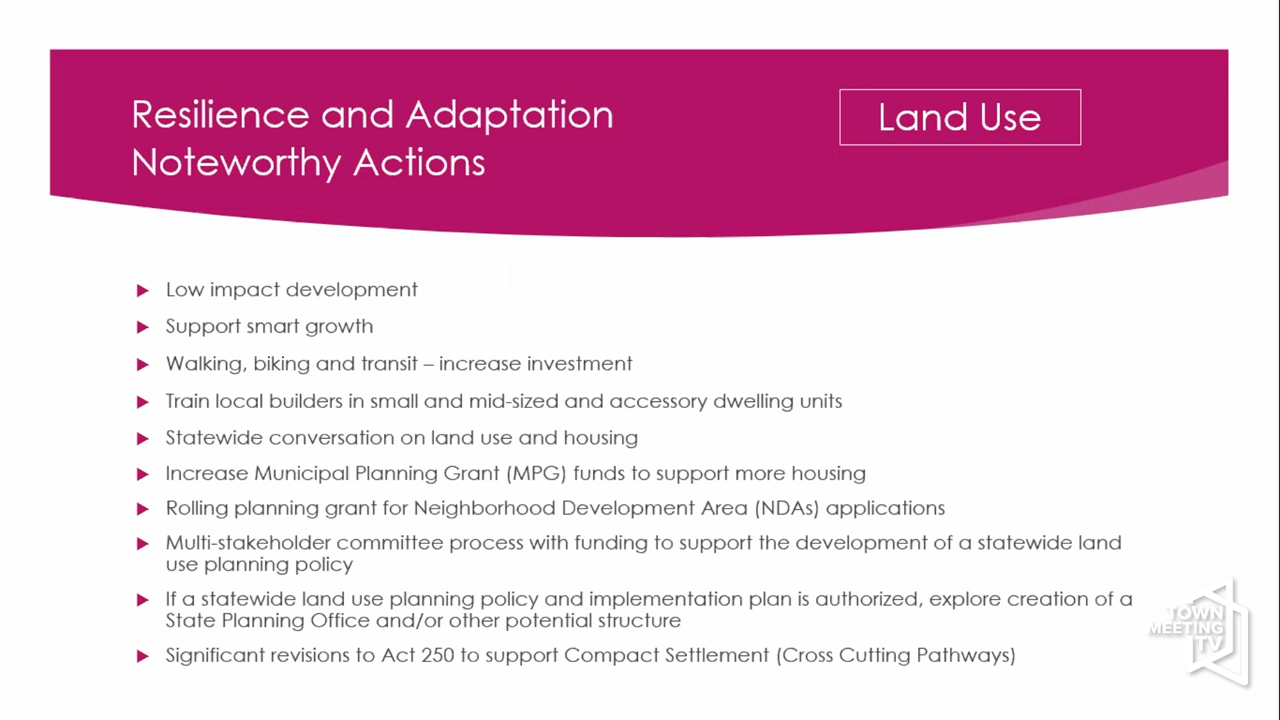 Resilience and Adaptation
Noteworthy Actions
Land Use
Low impact development
Support smart growth
Walking, biking and transit – increase investment
Train local builders in small and mid-sized and accessory dwelling units
Statewide conversation on land use and housing
Increase Municipal Planning Grant (MPG) funds to support more housing
Rolling planning grant for Neighborhood Development Area (NDAs) applications
Multi-stakeholder committee process with funding to support the development of a statewide land
use planning policy
If a statewide land use planning policy and implementation plan is authorized, explore creation of a
State Planning Office and/or other potential structure
Significant revisions to Act 250 to support Compact Settlement (Cross Cutting Pathways)
TOWN
MEETING
TV